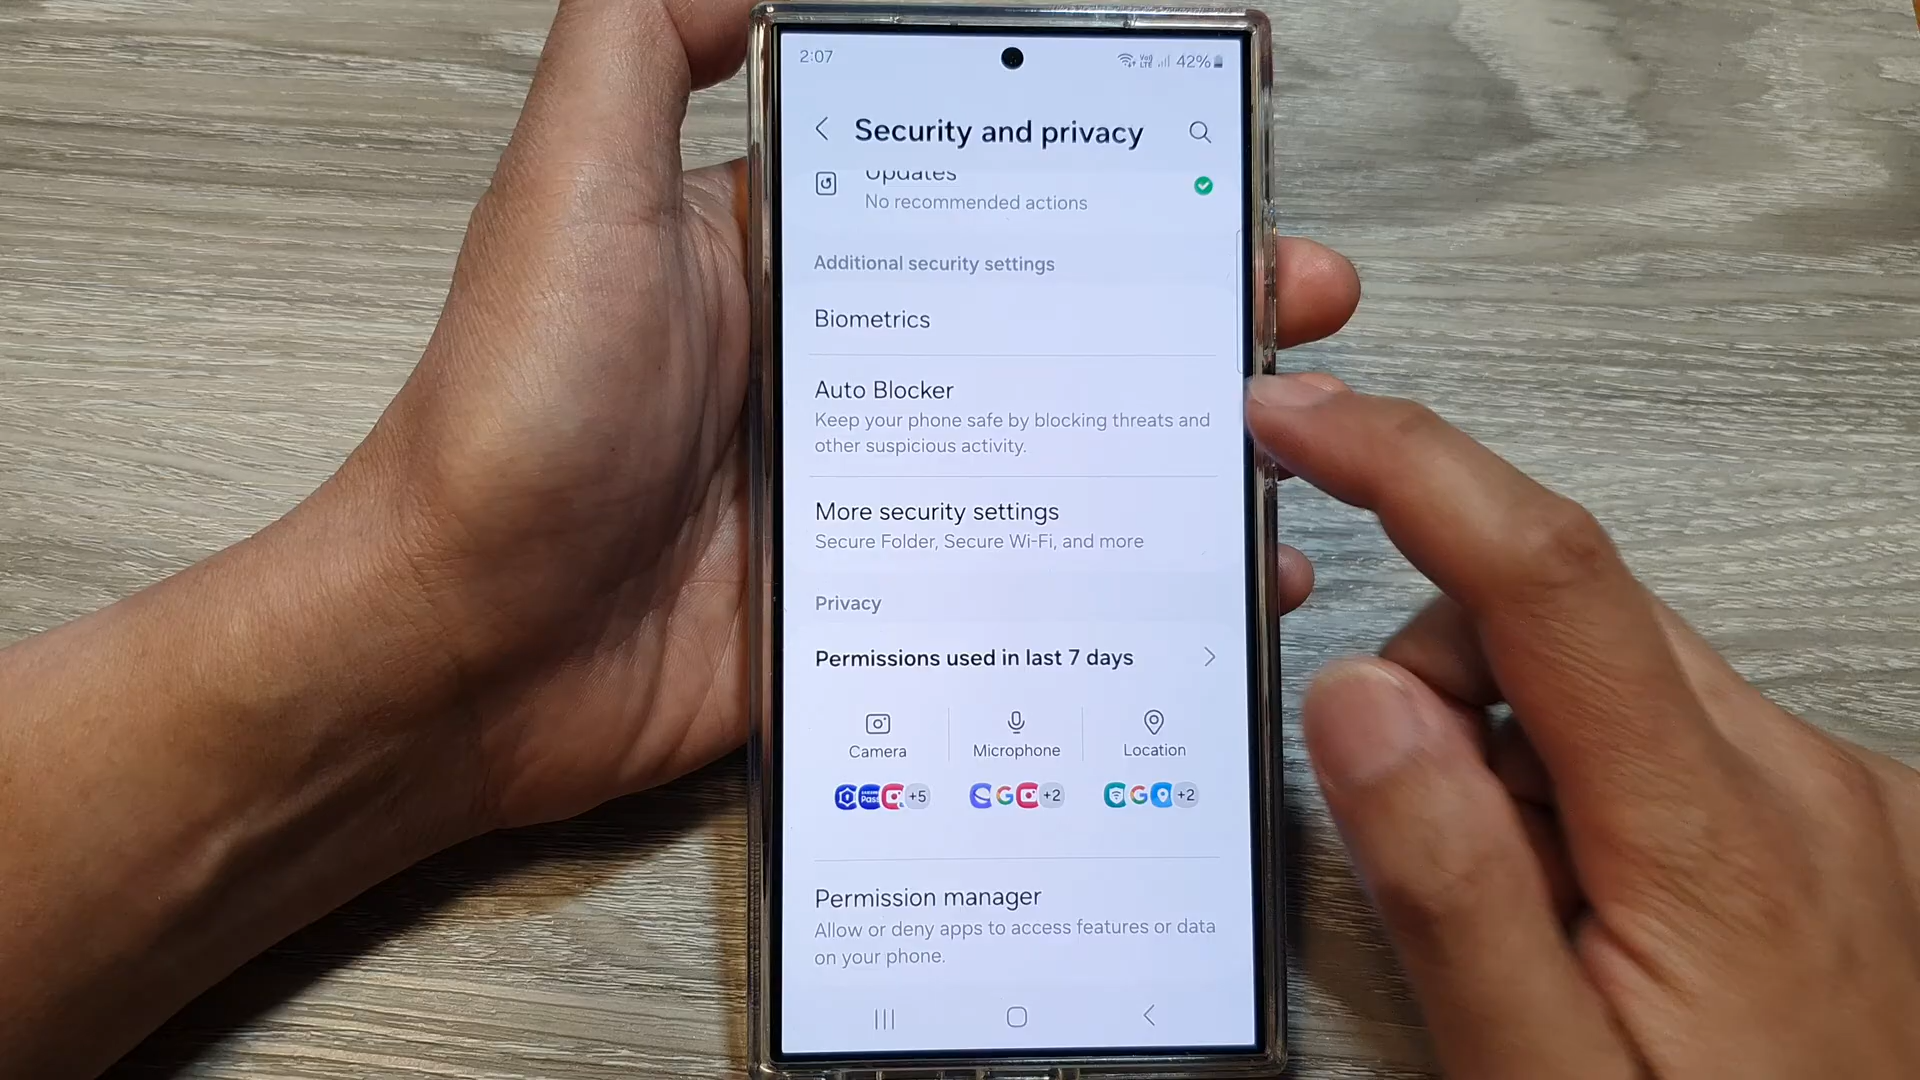 2:07
42%
Security and privacy
Updates
No recommended actions
Additional security settings
Biometrics
Auto Blocker
Keep your phone safe by blocking threats and
other suspicious activity.
More security settings
Secure Folder, Secure Wi-Fi, and more
Privacy
Permissions used in last 7 days
Camera Microphone Location
Pass +5 G +2 G +2
Permission manager
Allow or deny apps to access features or data
on your phone.